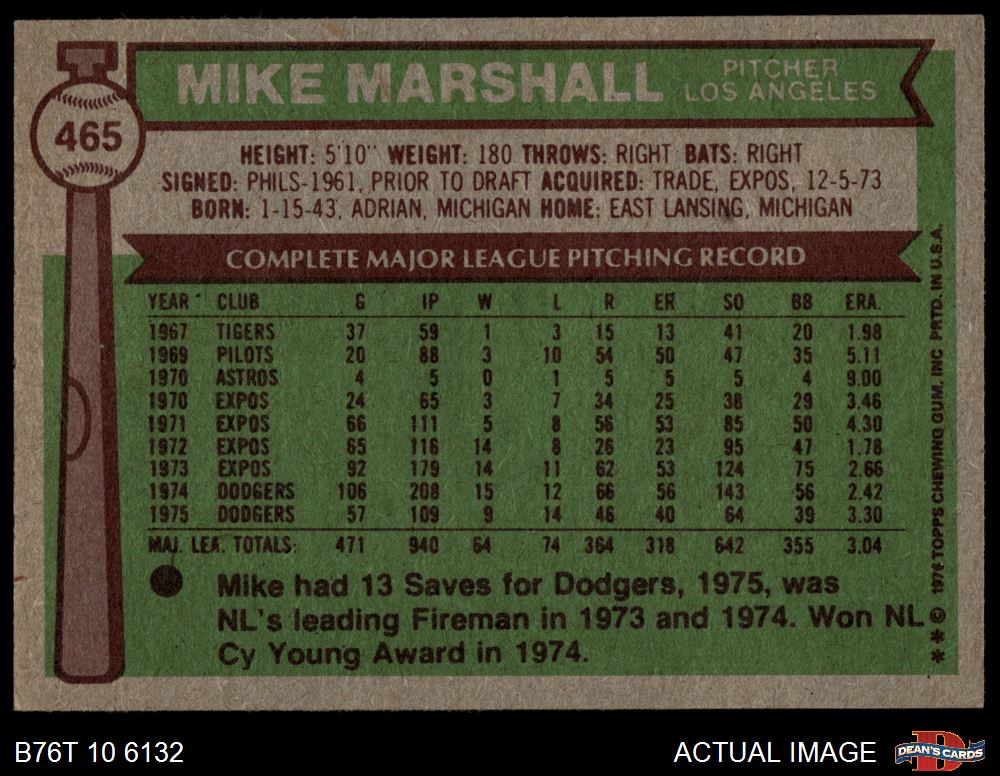 MIKE MARSHALL PITCHER LOS ANGELES
465
HEIGHT: 5'10" WEIGHT: 180 THROWS: RIGHT BATS: RIGHT
SIGNED: PHILS-1961, PRIOR TO DRAFT ACQUIRED: TRADE, EXPOS, 12-5-73
BORN: 1-15-43, ADRIAN, MICHIGAN HOME: EAST LANSING, MICHIGAN
COMPLETE MAJOR LEAGUE PITCHING RECORD
YEAR CLUB G IP W L R ER SO BB ERA.
1967 TIGERS 37 59 1 3 15 13 41 20 1.98
1969 PILOTS 20 88 3 10 54 50 47 35 5.11
1970 ASTROS 4 5 0 1 5 5 5 4 9.00
1970 EXPOS 24 65 3 7 34 25 38 29 3.46
1971 EXPOS 66 111 5 8 56 53 85 50 4.30
1972 EXPOS 65 116 14 8 26 23 95 47 1.78
1973 EXPOS 92 179 14 11 62 53 124 75 2.66
1974 DODGERS 106 208 15 12 66 56 143 56 2.42
1975 DODGERS 57 109 9 14 46 40 64 39 3.30
MAJ. LEA. TOTALS: 471 940 64 74 364 318 642 355 3.04
Mike had 13 Saves for Dodgers, 1975, was
NL's leading Fireman in 1973 and 1974. Won NL
Cy Young Award in 1974.
** © 1976 TOPPS CHEWING GUM, INC PRTD. IN U.S.A.
B76T 10 6132
ACTUAL IMAGE
DEAN'S CARDS